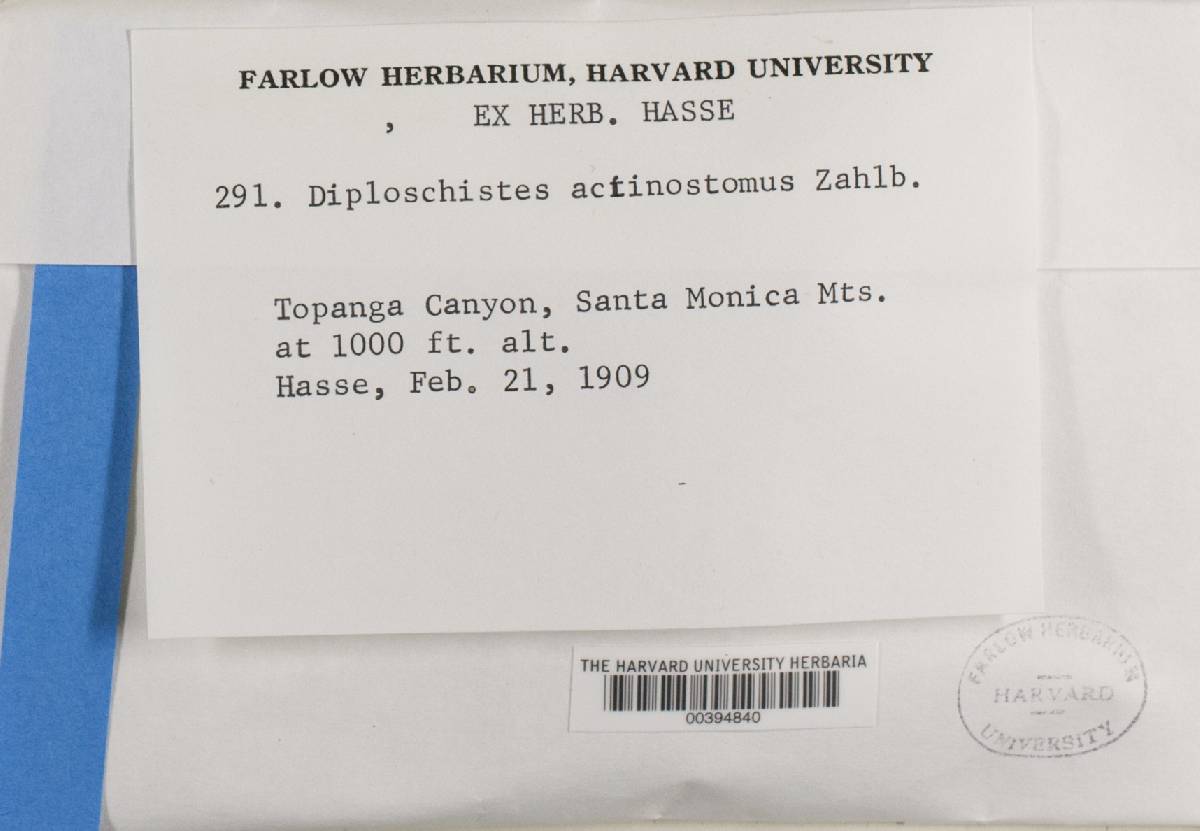 FARLOW HERBARIUM, HARVARD UNIVERSITY
, EX HERB. HASSE
291. Diploschistes actinostomus Zahlb.
Topanga Canyon, Santa Monica Mts.
at 1000 ft. alt.
Hasse, Feb. 21, 1909
THE HARVARD UNIVERSITY HERBARIA
00394840
FARLOW HERBARIUM
HARVARD
UNIVERSITY